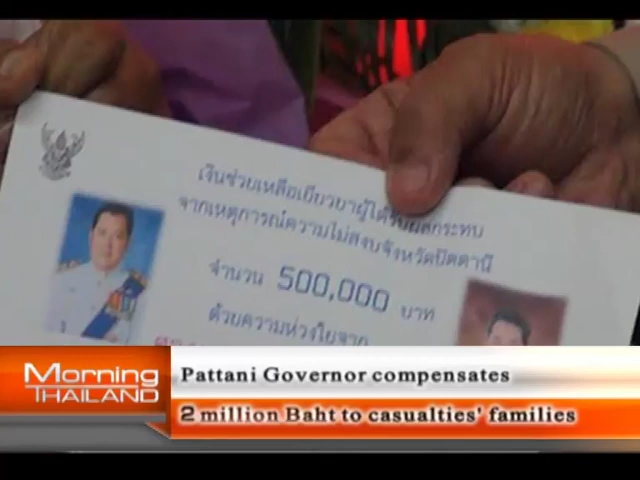 เงินช่วยเหลือเยียวยาผู้ได้รับผลกระทบ
จากเหตุการณ์ความไม่สงบจังหวัดปัตตานี
จำนวน 500,000 บาท
ด้วยความห่วงใยจาก
Morning
THAILAND
Pattani Governor compensates
2 million Baht to casualties' families